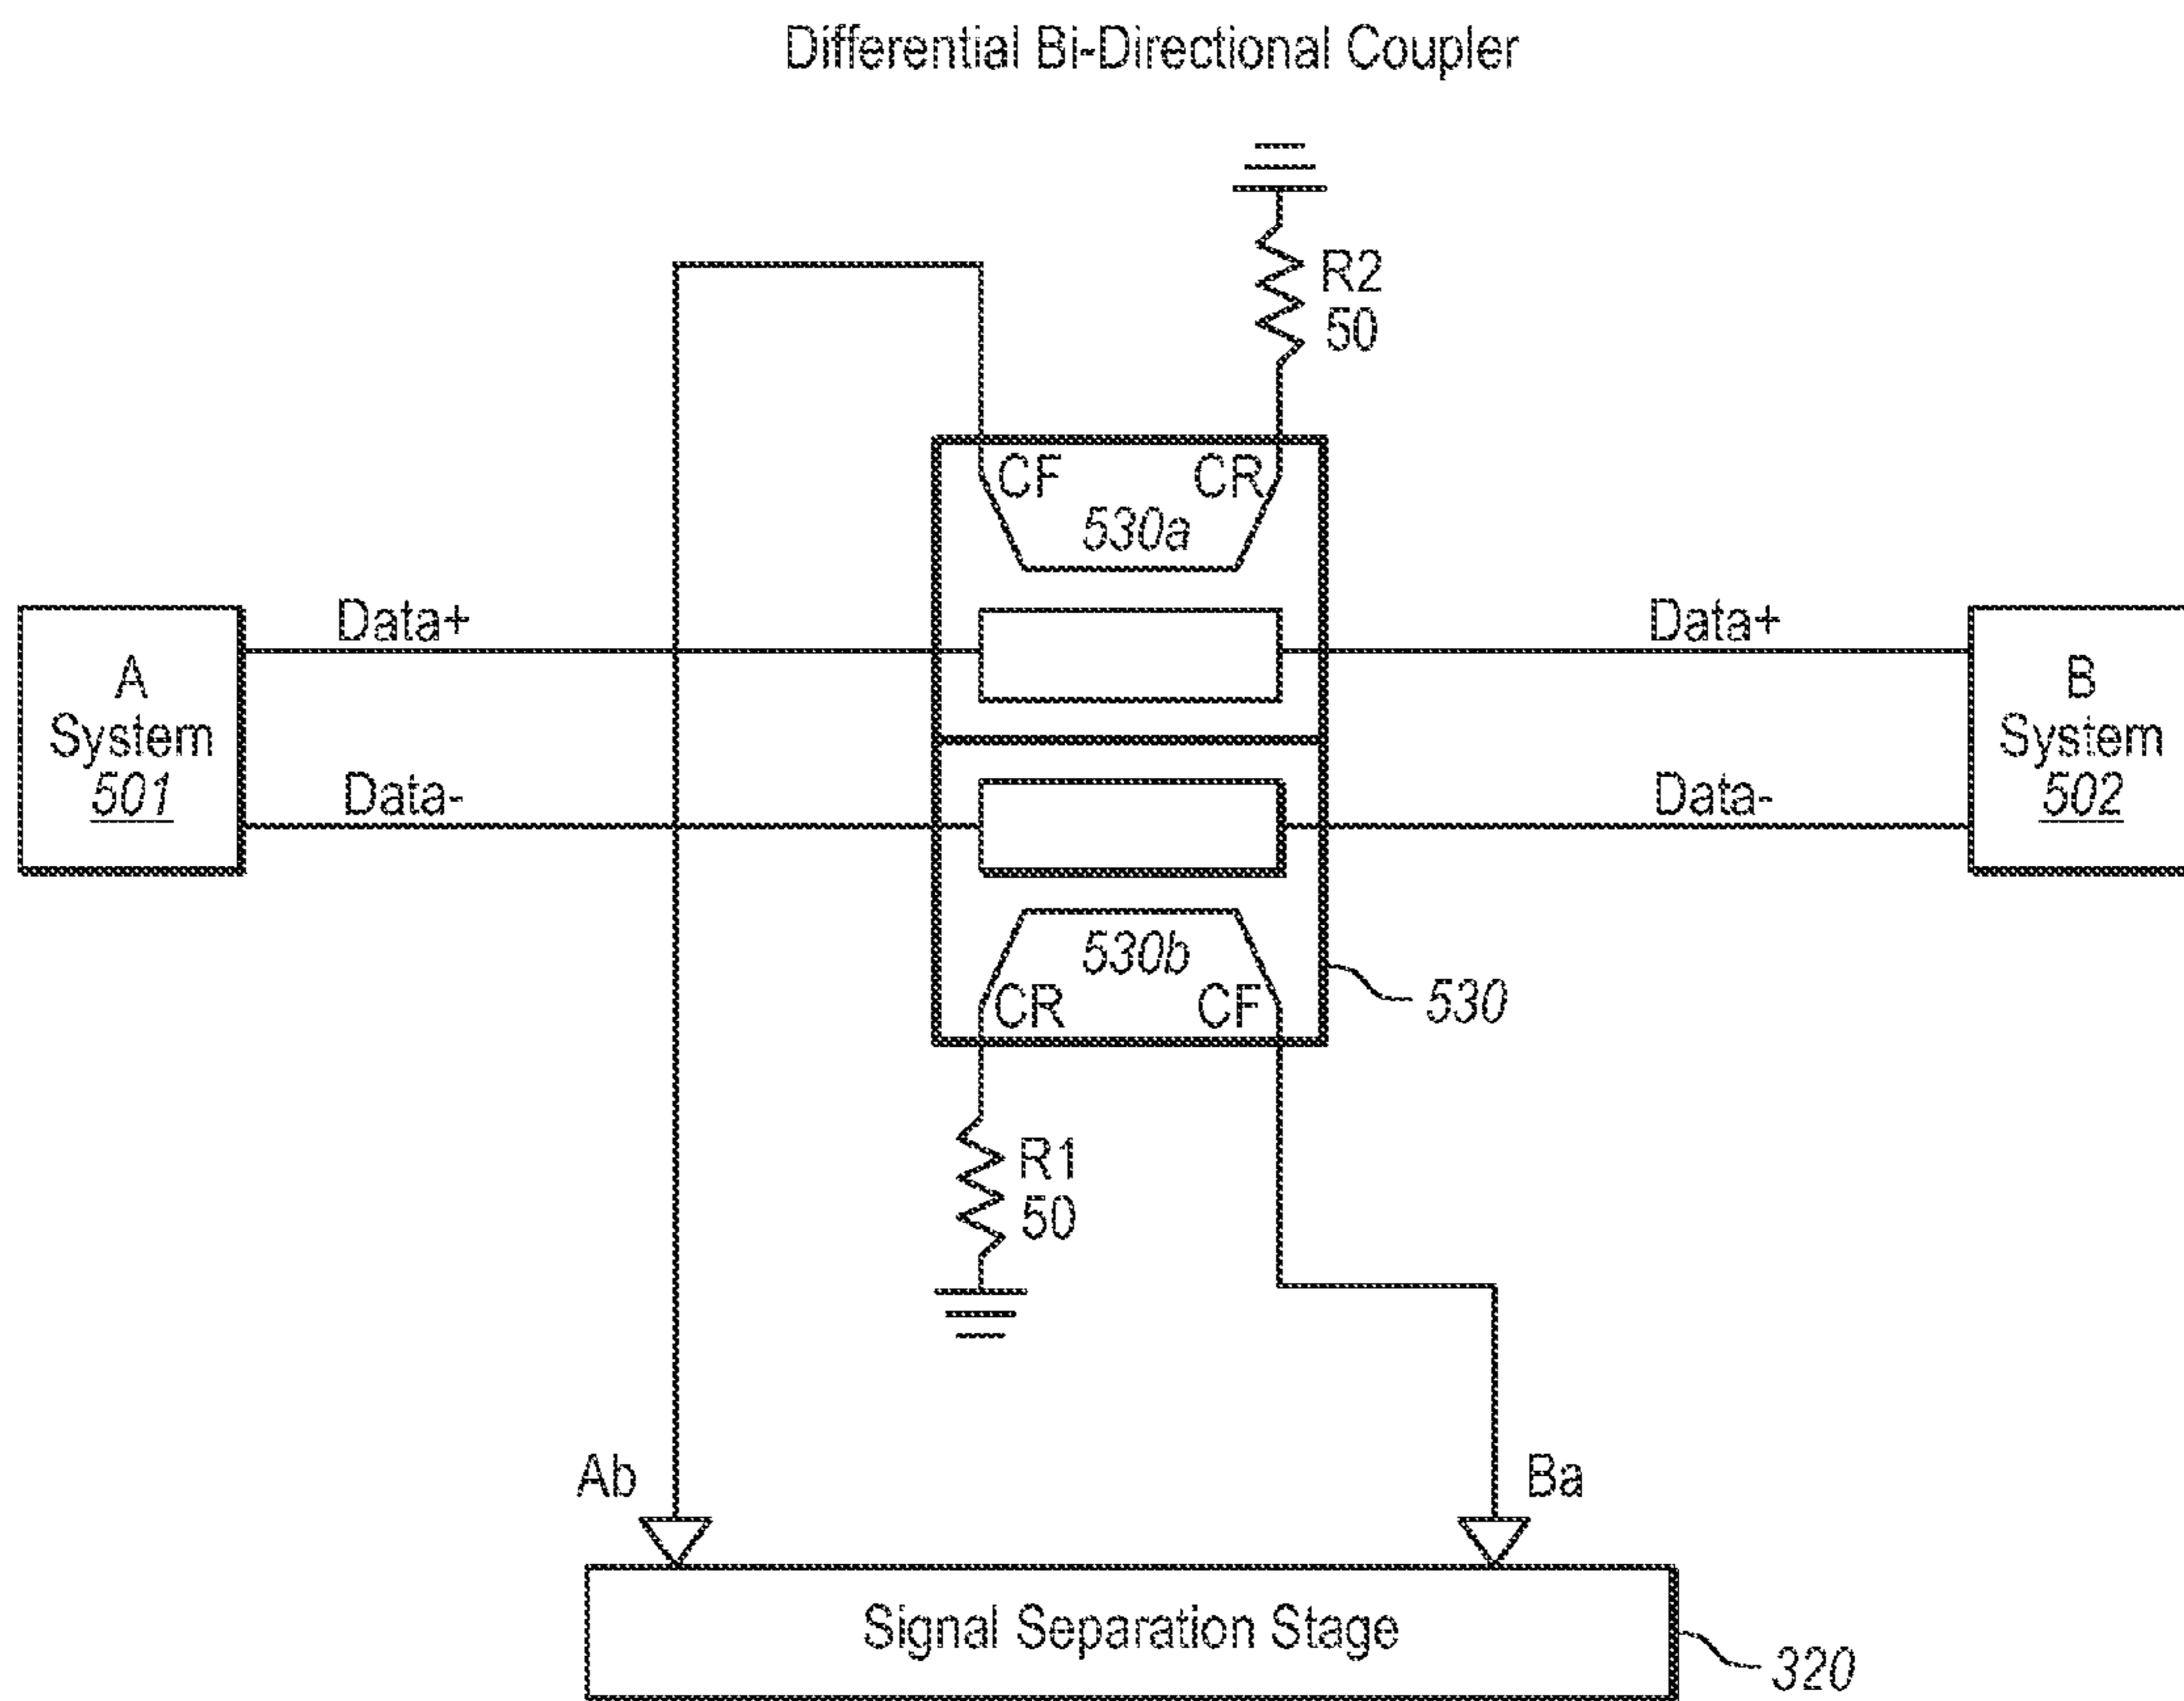 Differential Bi-Directional Coupler
R2
50
CF
CR
530a
Data+
Data+
A
System
501
B
System
502
Data-
Data-
530b
CR
CF
530
R1
50
Ab
Ba
Signal Separation Stage
320